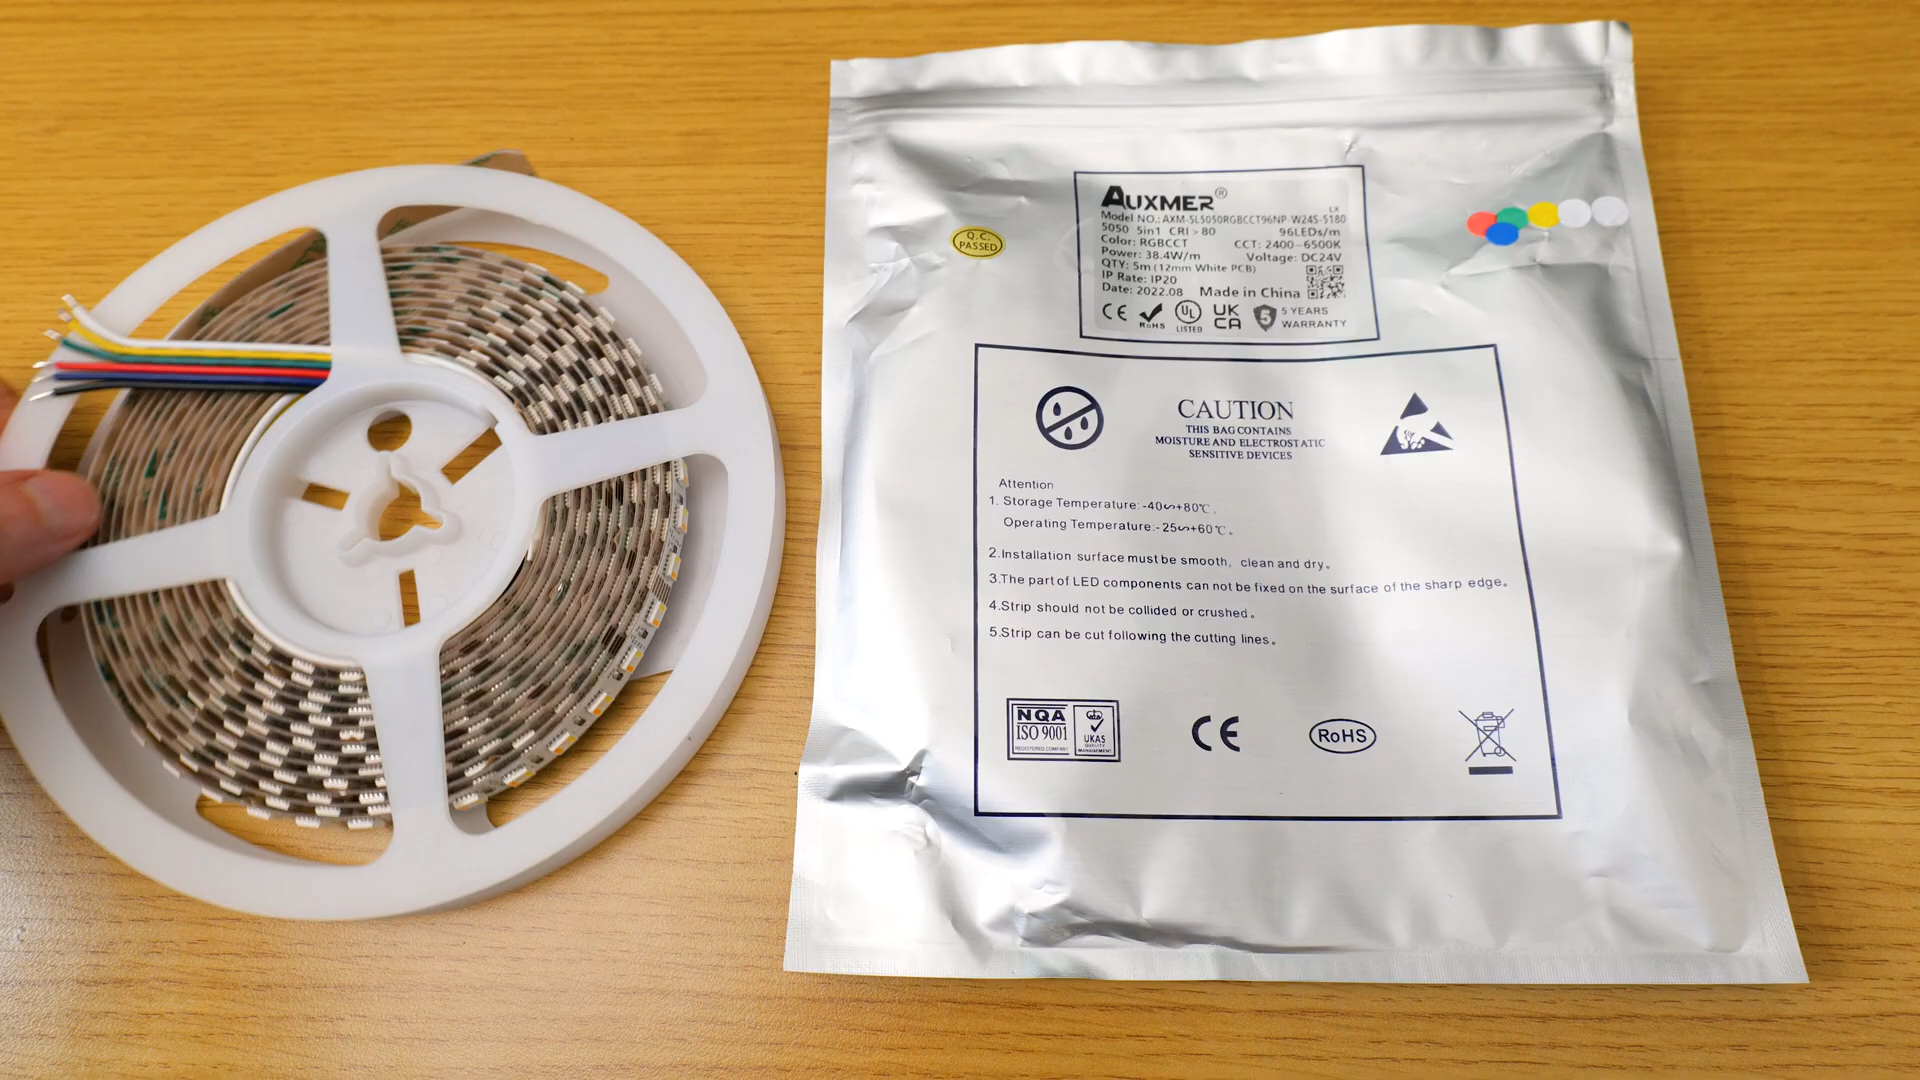 AUXMER®
LX
Model NO.: AXM-SL5050RGBCCT96NP-W24S-S180
5050 5in1 CRI>80 96LEDs/m
Color: RGBCCT CCT: 2400~6500K
Power: 38.4W/m Voltage: DC24V
QTY: 5m (12mm White PCB)
IP Rate: IP20
Date: 2022.08 Made in China
CE RoHS UL LISTED UK CA 5 5 YEARS WARRANTY
Q.C.
PASSED
CAUTION
THIS BAG CONTAINS
MOISTURE AND ELECTROSTATIC
SENSITIVE DEVICES
Attention
1. Storage Temperature:-40∽+80℃.
Operating Temperature:-25∽+60℃。
2.Installation surface must be smooth, clean and dry。
3.The part of LED components can not be fixed on the surface of the sharp edge。
4.Strip should not be collided or crushed。
5.Strip can be cut following the cutting lines。
NQA
ISO 9001
REGISTERED COMPANY
UKAS
QUALITY
MANAGEMENT
CE
RoHS